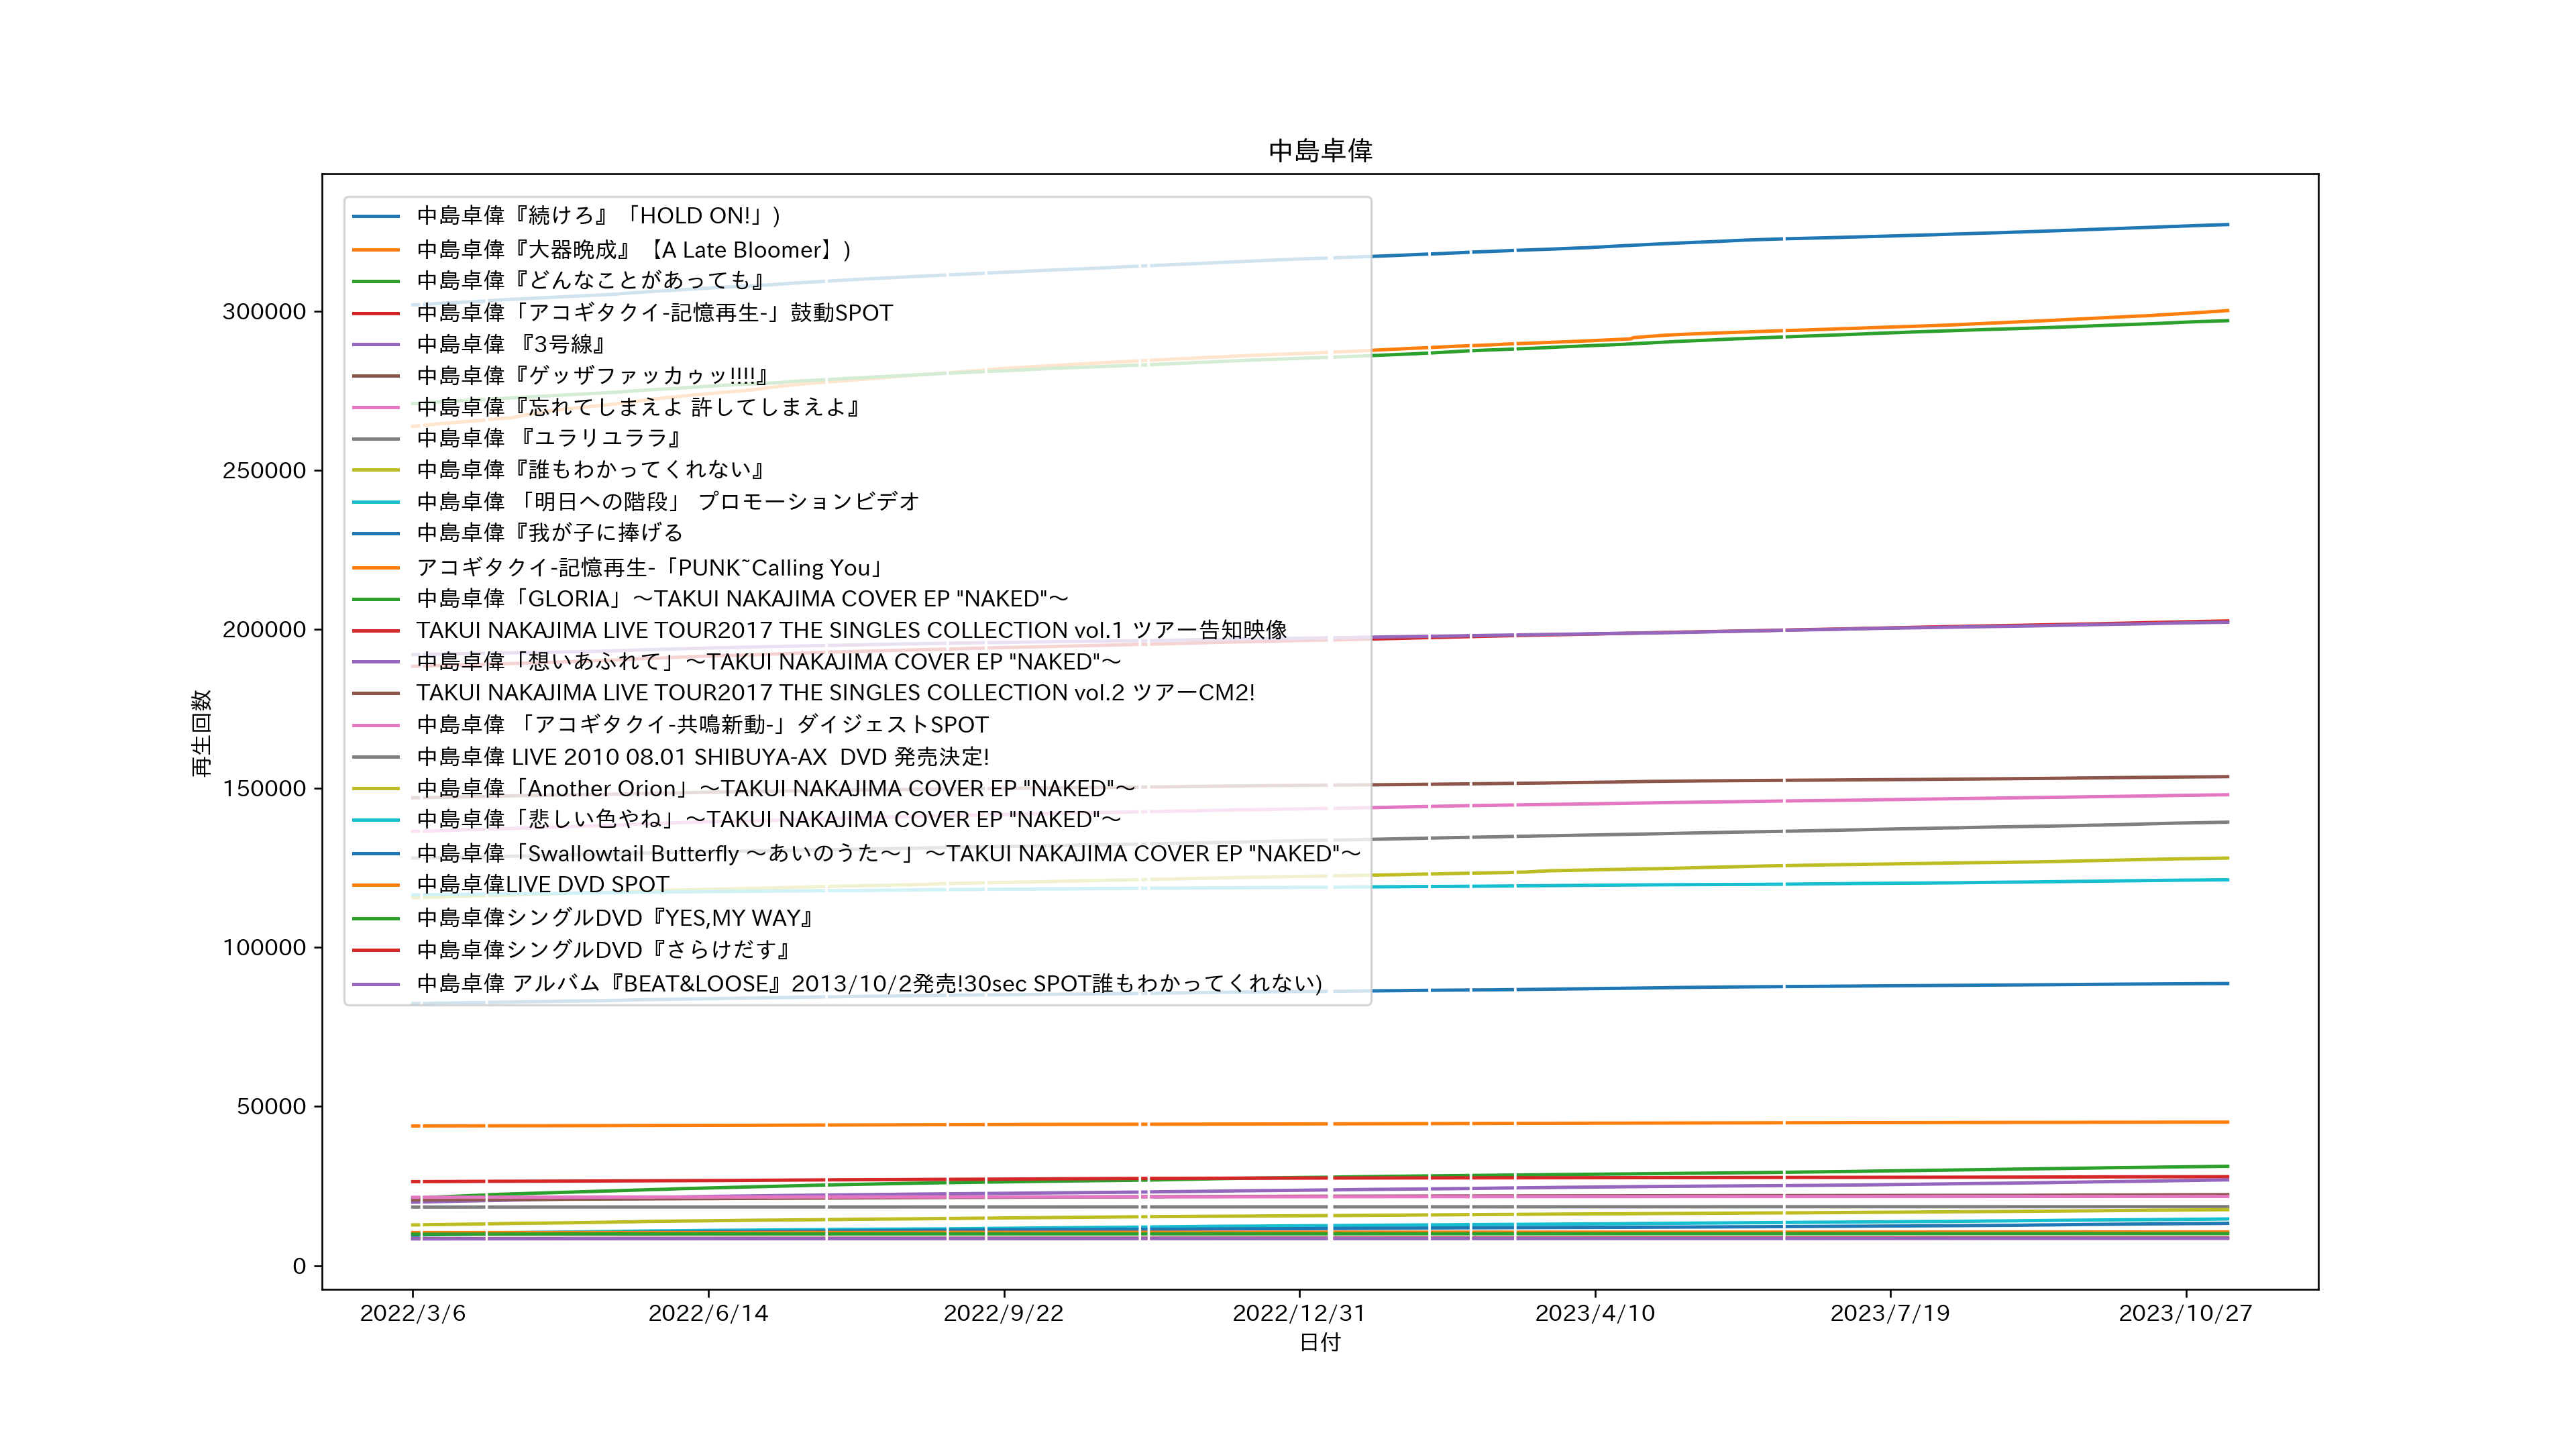 中島卓偉
中島卓偉『続けろ』「HOLD ON!」)
中島卓偉『大器晩成』【A Late Bloomer】)
中島卓偉『どんなことがあっても』
中島卓偉「アコギタクイ-記憶再生-」鼓動SPOT
中島卓偉 『3号線』
中島卓偉『ゲッザファッカゥッ!!!!』
中島卓偉『忘れてしまえよ 許してしまえよ』
中島卓偉 『ユラリユララ』
中島卓偉『誰もわかってくれない』
中島卓偉 「明日への階段」 プロモーションビデオ
中島卓偉『我が子に捧げる
アコギタクイ-記憶再生-「PUNK~Calling You」
中島卓偉「GLORIA」〜TAKUI NAKAJIMA COVER EP "NAKED"〜
TAKUI NAKAJIMA LIVE TOUR2017 THE SINGLES COLLECTION vol.1 ツアー告知映像
中島卓偉「想いあふれて」〜TAKUI NAKAJIMA COVER EP "NAKED"〜
TAKUI NAKAJIMA LIVE TOUR2017 THE SINGLES COLLECTION vol.2 ツアーCM2!
中島卓偉 「アコギタクイ-共鳴新動-」ダイジェストSPOT
中島卓偉 LIVE 2010 08.01 SHIBUYA-AX  DVD 発売決定!
中島卓偉「Another Orion」〜TAKUI NAKAJIMA COVER EP "NAKED"〜
中島卓偉「悲しい色やね」〜TAKUI NAKAJIMA COVER EP "NAKED"〜
中島卓偉「Swallowtail Butterfly 〜あいのうた〜」〜TAKUI NAKAJIMA COVER EP "NAKED"〜
中島卓偉LIVE DVD SPOT
中島卓偉シングルDVD『YES,MY WAY』
中島卓偉シングルDVD『さらけだす』
中島卓偉 アルバム『BEAT&LOOSE』2013/10/2発売!30sec SPOT誰もわかってくれない)
再生回数
300000
250000
200000
150000
100000
50000
0
2022/3/6
2022/6/14
2022/9/22
2022/12/31
2023/4/10
2023/7/19
2023/10/27
日付